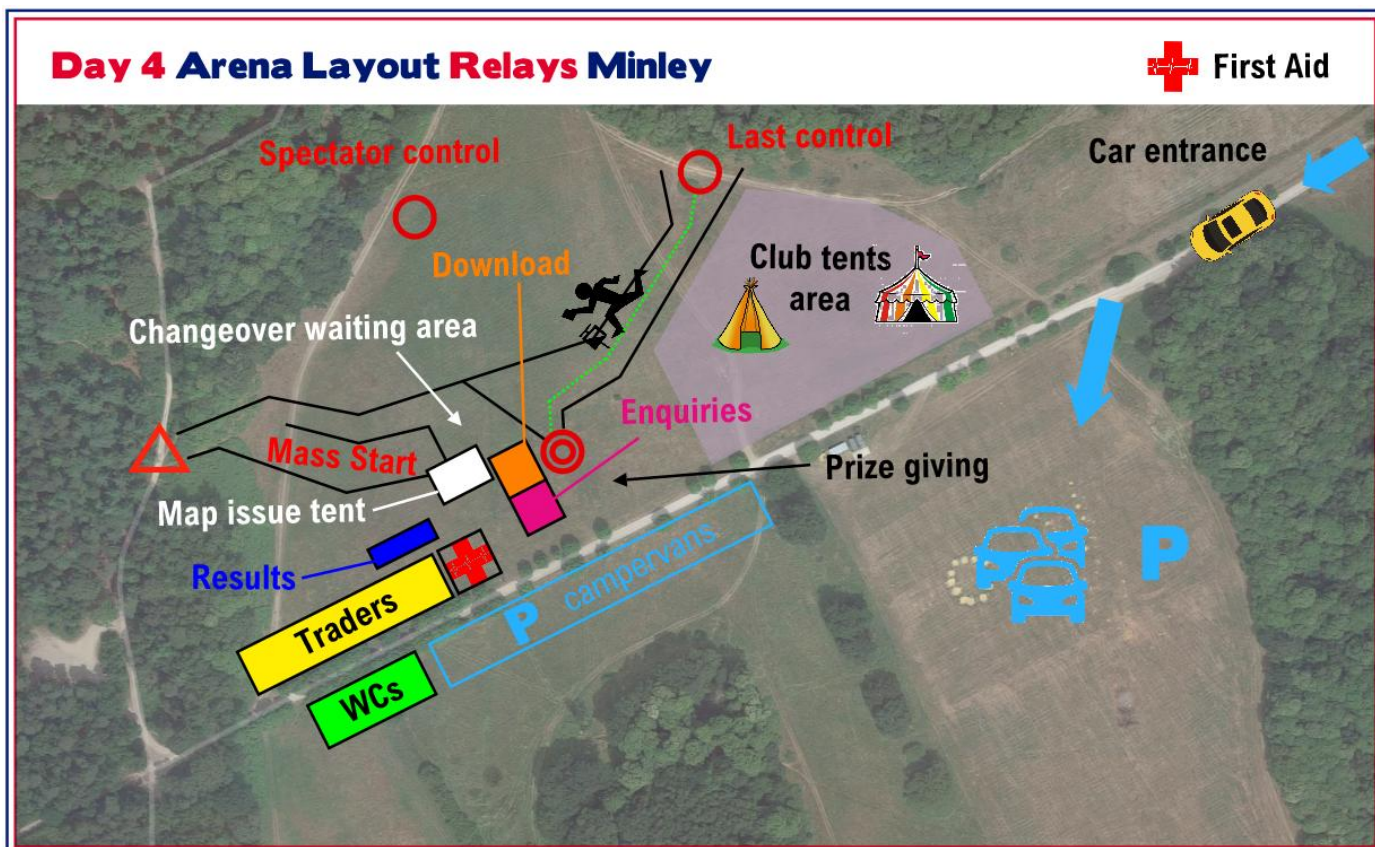 Day 4 Arena Layout Relays Minley
First Aid
Last control
Spectator control
Car entrance
Download
Club tents
area
Changeover waiting area
Enquiries
Mass Start
Prize giving
Map issue tent
Results
P campervans
P
Traders
WCs